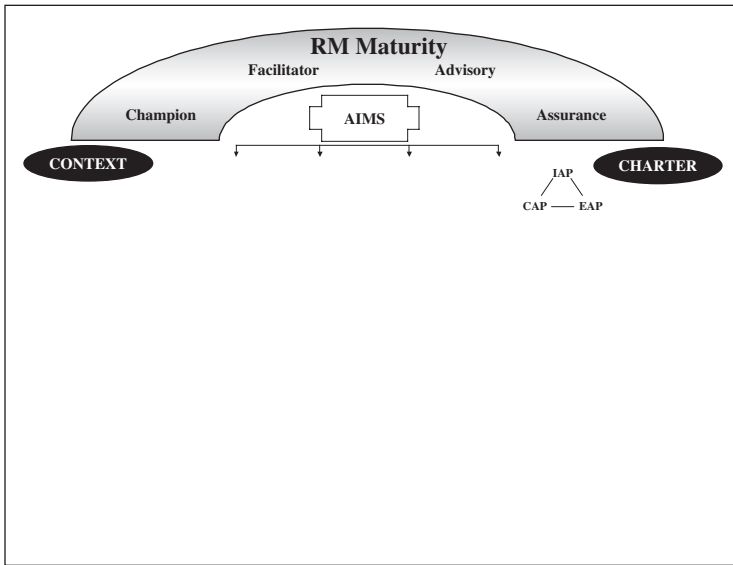 RM Maturity
Facilitator Advisory
Champion AIMS Assurance
CONTEXT CHARTER
IAP
CAP EAP